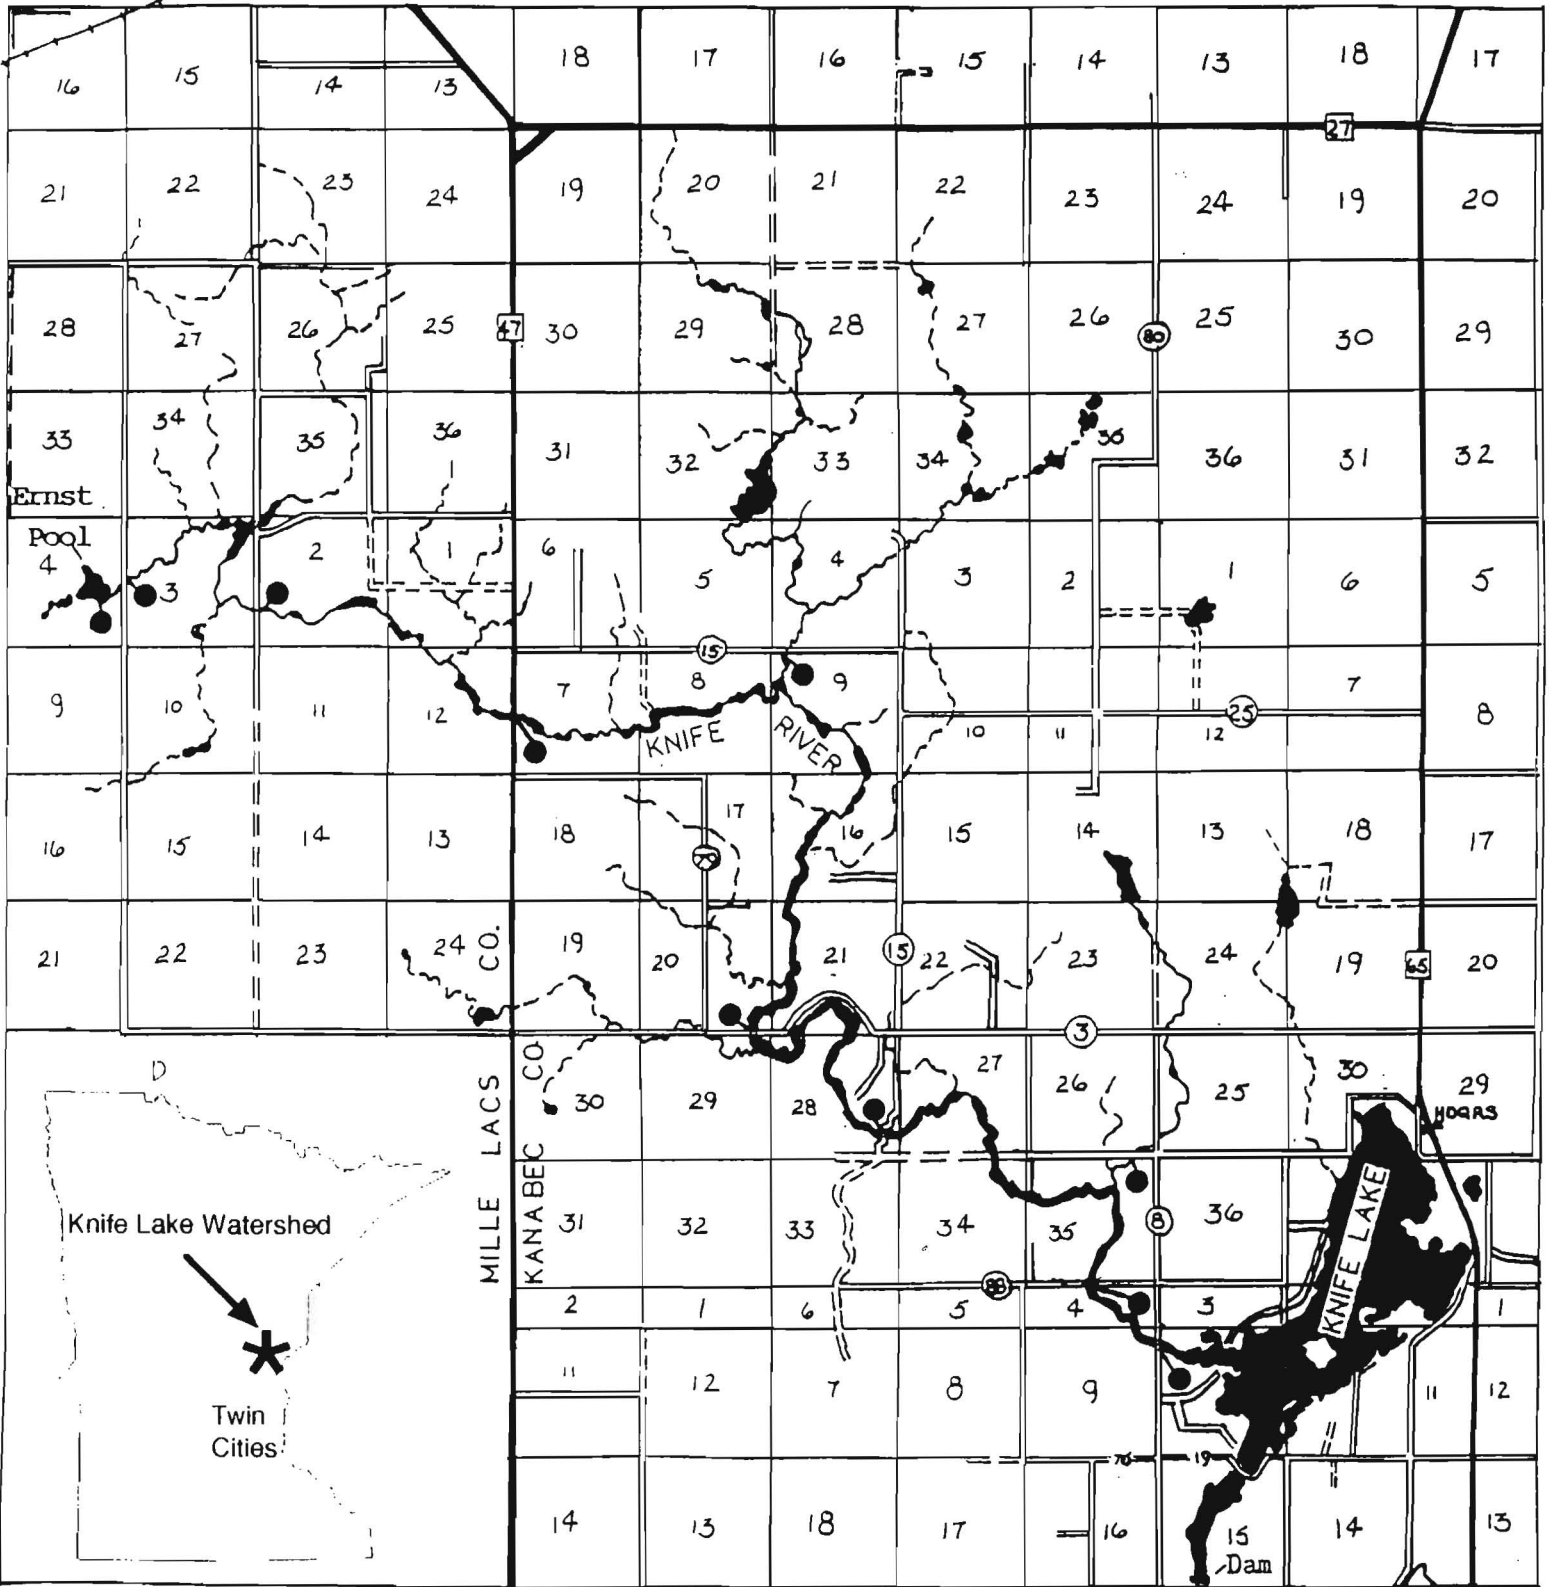 18 17 16 15 14 13 18 17
16 15 14 13
27
21 22 23 24 19 20 21 22 23 24 19 20
28 27 26 25 47 30 29 28 27 26 80 25 30 29
33 34 35 36 31 32 33 34 35 36 31 32
Ernst
Pool
4 3 2 1 6 5 4 3 2 1 6 5
15
9 10 11 12 7 8 9 10 11 25 12 7 8
KNIFE RIVER
16 15 14 13 18 17 16 15 14 13 18 17
79
21 22 23 24 19 20 21 15 22 23 24 19 65 20
3
MILLE LACS CO.
KANABEC CO
30 29 28 27 26 25 30 29
HDQRS
31 32 33 34 35 8 36
KNIFE LAKE
88
2 1 6 5 4 3 1
11 12 7 8 9 11 12
76 19
14 13 18 17 16 15 14 13
Dam
Knife Lake Watershed
Twin
Cities